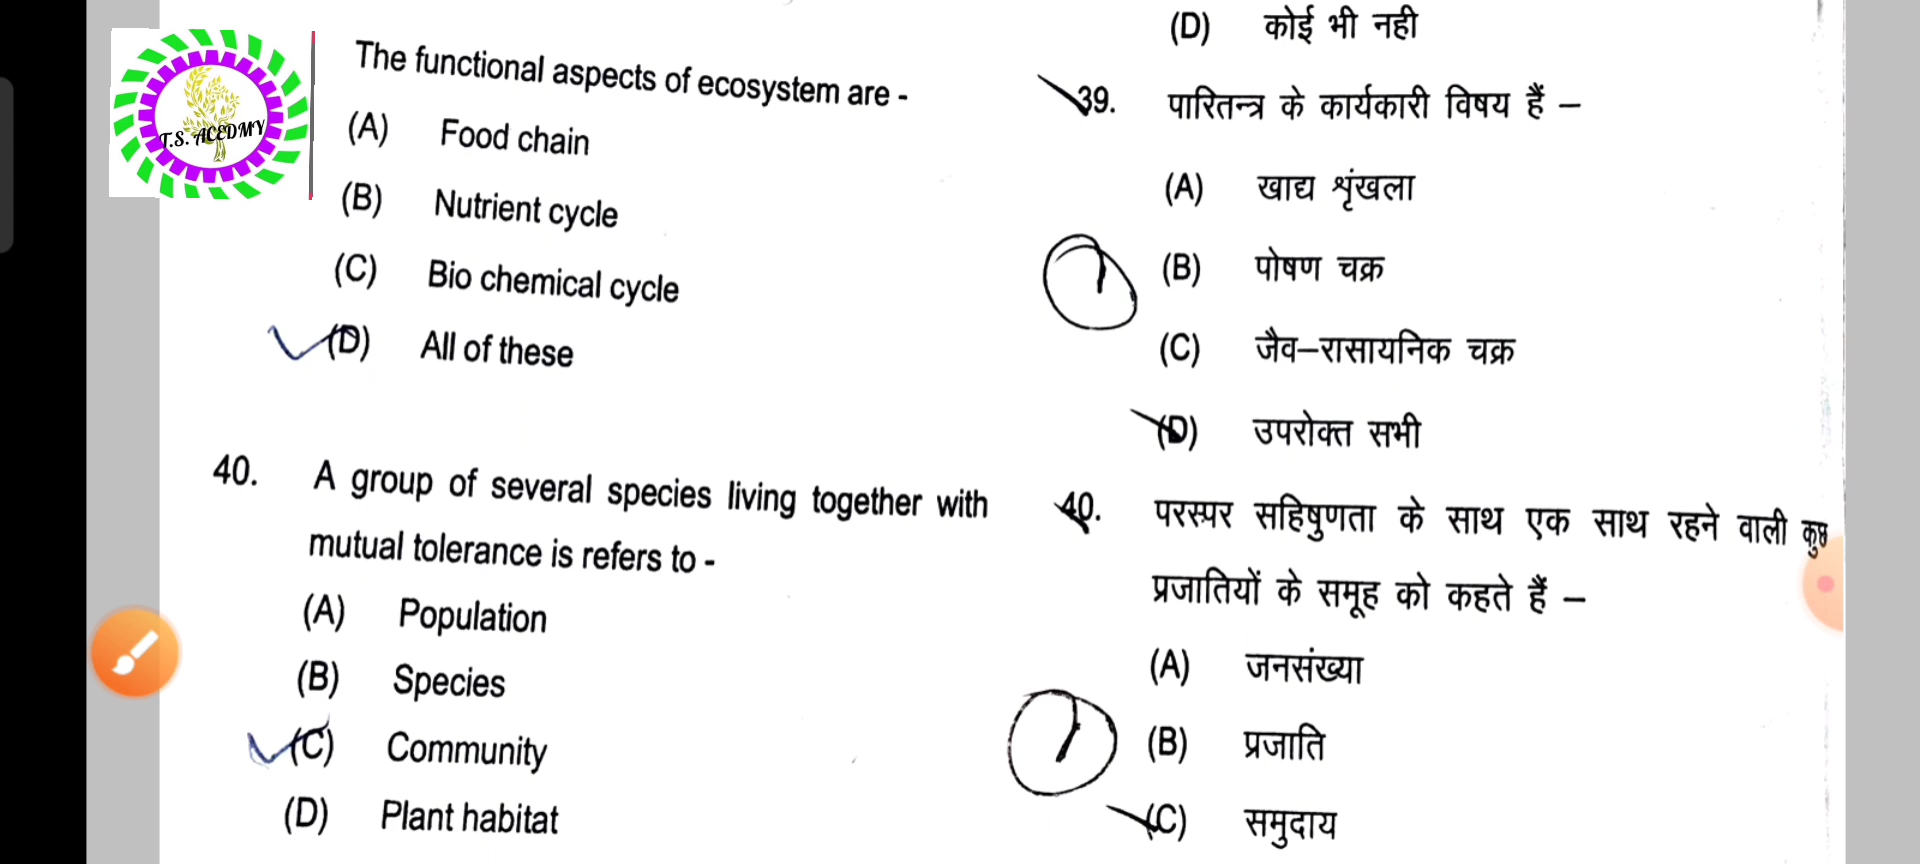 T.S. ACEDMY
The functional aspects of ecosystem are -
(A) Food chain
(B) Nutrient cycle
(C) Bio chemical cycle
(D) All of these
40. A group of several species living together with
mutual tolerance is refers to -
(A) Population
(B) Species
(C) Community
(D) Plant habitat
(D) कोई भी नही
39. पारितन्त्र के कार्यकारी विषय हैं –
(A) खाद्य शृंखला
(B) पोषण चक्र
(C) जैव–रासायनिक चक्र
(D) उपरोक्त सभी
40. परस्पर सहिषुणता के साथ एक साथ रहने वाली कुछ
प्रजातियों के समूह को कहते हैं –
(A) जनसंख्या
(B) प्रजाति
(C) समुदाय